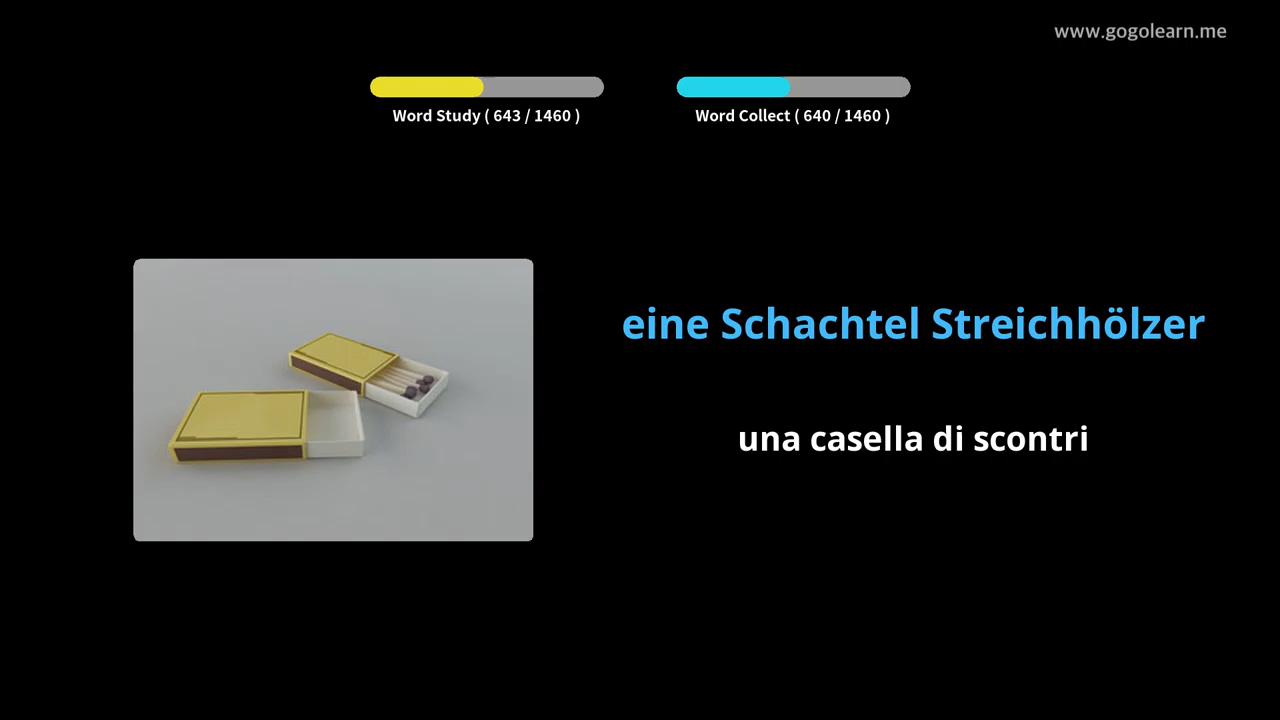 www.gogolearn.me
Word Study ( 643 / 1460 )
Word Collect ( 640 / 1460 )
eine Schachtel Streichhölzer
una casella di scontri